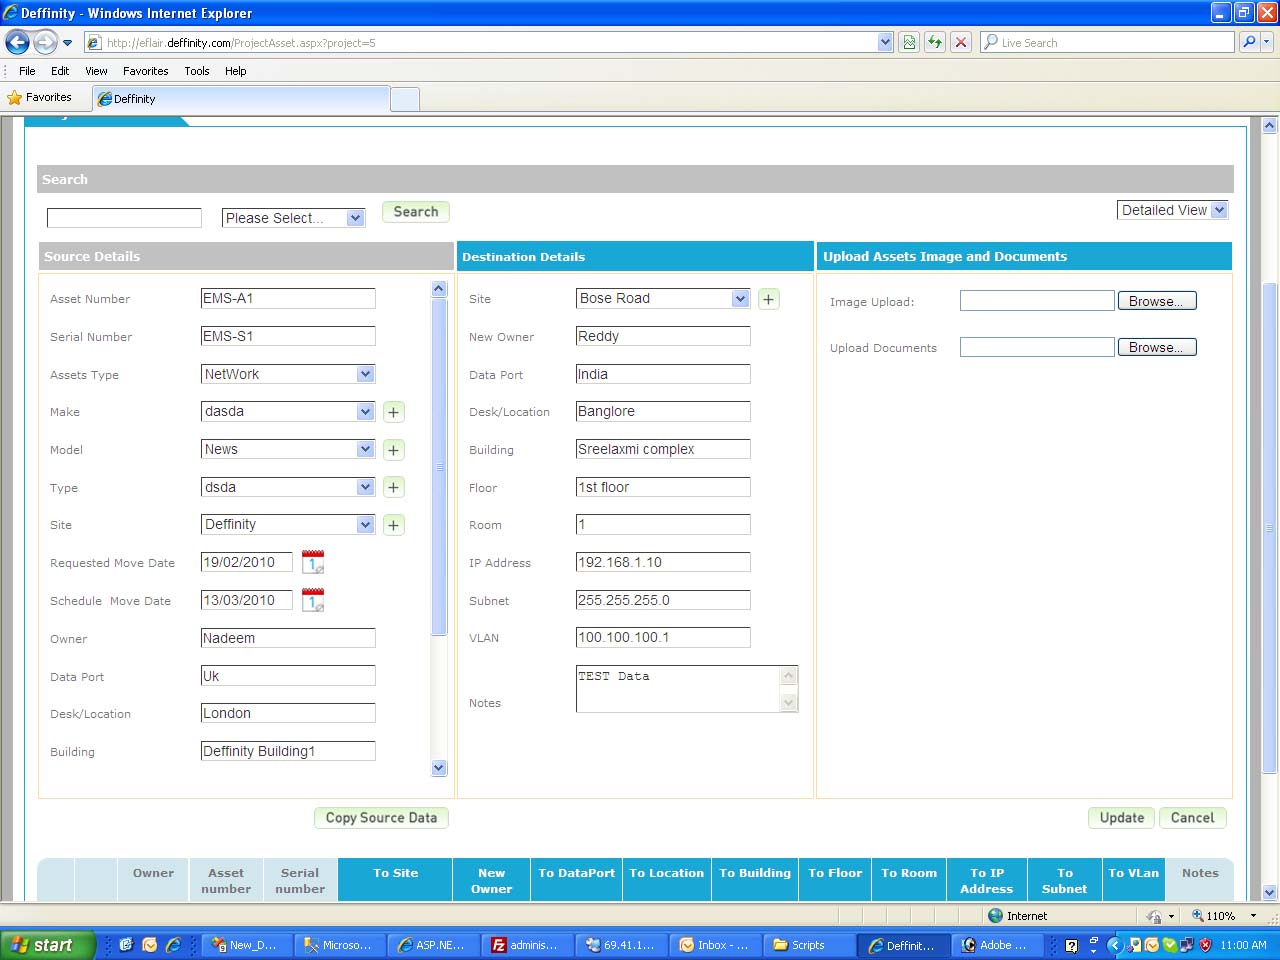 Deffinity - Windows Internet Explorer
http://eflair.deffinity.com/ProjectAsset.aspx?project=5
Live Search
File Edit View Favorites Tools Help
Favorites Deffinity
Search
Please Select... Search Detailed View
Source Details Destination Details Upload Assets Image and Documents
Asset Number EMS-A1 Site Bose Road + Image Upload: Browse...
Serial Number EMS-S1 New Owner Reddy Upload Documents Browse...
Assets Type NetWork Data Port India
Make dasda + Desk/Location Banglore
Model News + Building Sreelaxmi complex
Type dsda + Floor 1st floor
Site Deffinity + Room 1
Requested Move Date 19/02/2010 1 IP Address 192.168.1.10
Schedule Move Date 13/03/2010 1 Subnet 255.255.255.0
Owner Nadeem VLAN 100.100.100.1
Data Port Uk Notes TEST Data
Desk/Location London
Building Deffinity Building1
Copy Source Data Update Cancel
Owner Asset number Serial number To Site New Owner To DataPort To Location To Building To Floor To Room To IP Address To Subnet To VLan Notes
Internet 110%
start New_D... Microso... ASP.NE... adminis... 69.41.1... Inbox - ... Scripts Deffinit... Adobe ... 11:00 AM